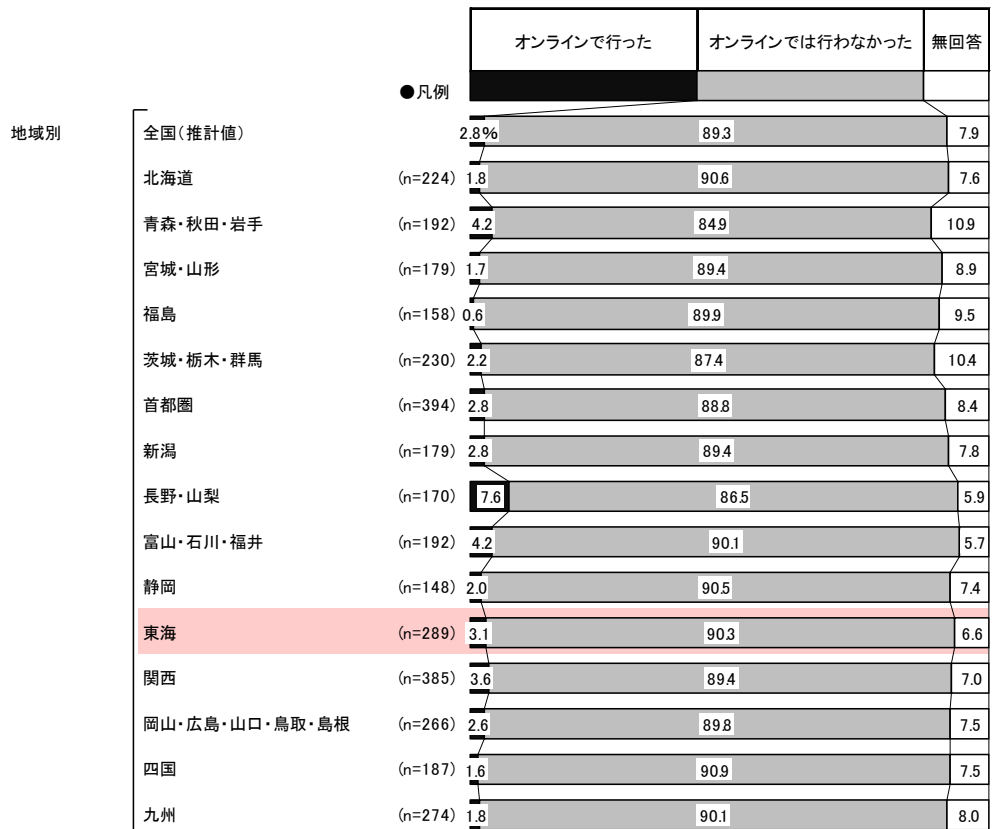 オンラインで行った オンラインでは行わなかった 無回答
●凡例
地域別 全国(推計値) 2.8% 89.3 7.9
北海道 (n=224) 1.8 90.6 7.6
青森・秋田・岩手 (n=192) 4.2 84.9 10.9
宮城・山形 (n=179) 1.7 89.4 8.9
福島 (n=158) 0.6 89.9 9.5
茨城・栃木・群馬 (n=230) 2.2 87.4 10.4
首都圏 (n=394) 2.8 88.8 8.4
新潟 (n=179) 2.8 89.4 7.8
長野・山梨 (n=170) 7.6 86.5 5.9
富山・石川・福井 (n=192) 4.2 90.1 5.7
静岡 (n=148) 2.0 90.5 7.4
東海 (n=289) 3.1 90.3 6.6
関西 (n=385) 3.6 89.4 7.0
岡山・広島・山口・鳥取・島根 (n=266) 2.6 89.8 7.5
四国 (n=187) 1.6 90.9 7.5
九州 (n=274) 1.8 90.1 8.0